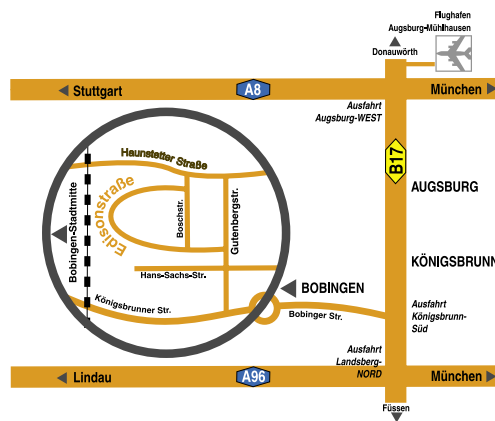 Flughafen
Augsburg-Mühlhausen
Donauwörth
Stuttgart
A8
München
Ausfahrt
Augsburg-WEST
B17
Haunstetter Straße
Edisonstraße
Boschstr.
Gutenbergstr.
Bobingen-Stadtmitte
AUGSBURG
Hans-Sachs-Str.
KÖNIGSBRUNN
BOBINGEN
Königsbrunner Str.
Bobinger Str.
Ausfahrt
Königsbrunn-
Süd
Ausfahrt
Landsberg-
NORD
Lindau
A96
München
Füssen